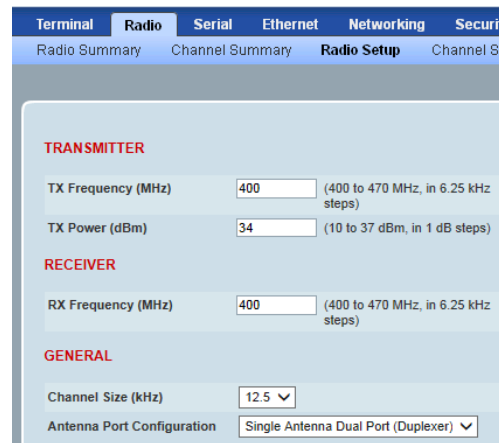 Terminal Radio Serial Ethernet Networking
Radio Summary Channel Summary Radio Setup Channel
TRANSMITTER
TX Frequency (MHz) 400 (400 to 470 MHz, in 6.25 kHz
steps)
TX Power (dBm) 34 (10 to 37 dBm, in 1 dB steps)
RECEIVER
RX Frequency (MHz) 400 (400 to 470 MHz, in 6.25 kHz
steps)
GENERAL
Channel Size (kHz) 12.5
Antenna Port Configuration Single Antenna Dual Port (Duplexer)